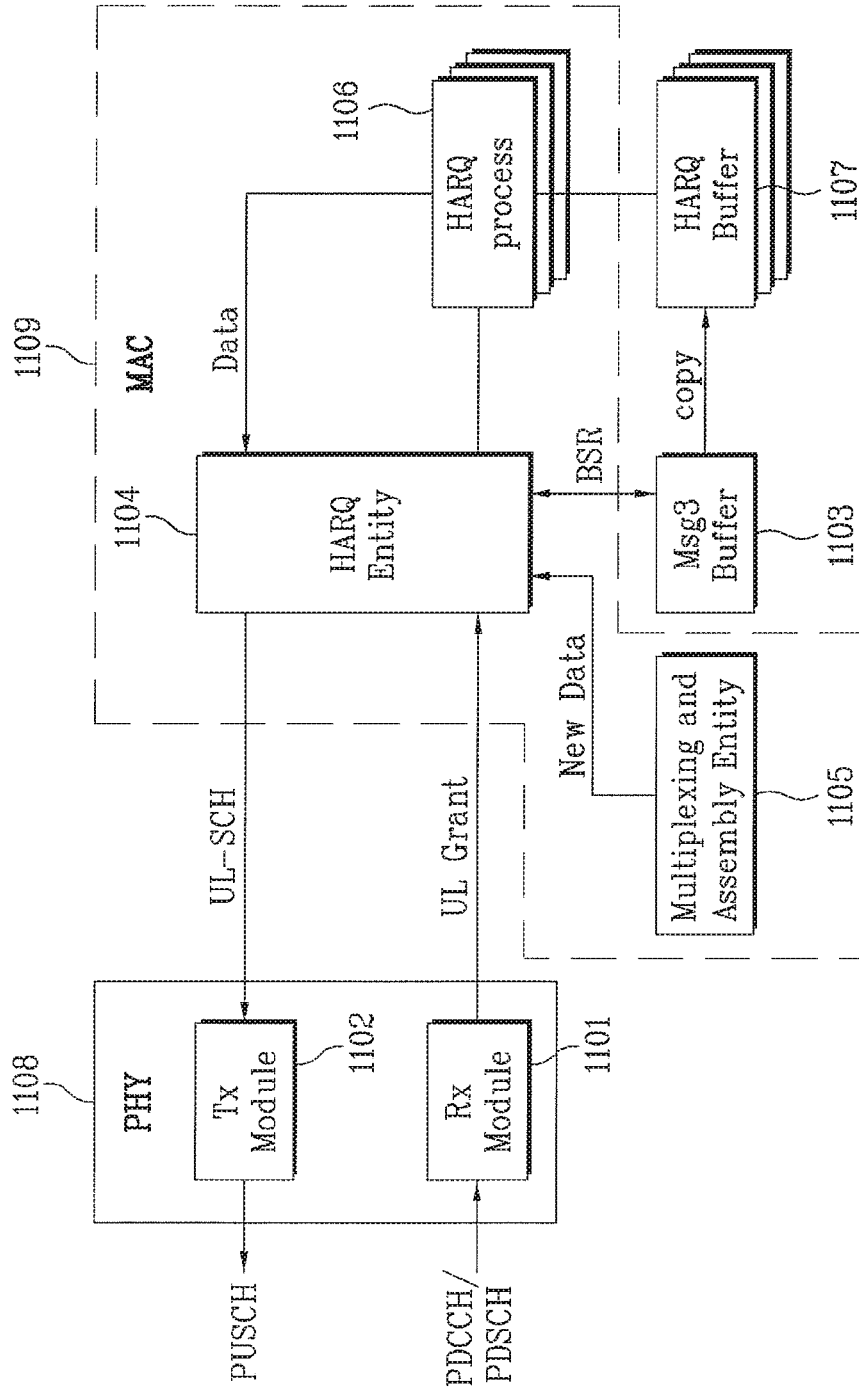 1108
PHY
PUSCH
Tx
Module
1102
PDCCH/
PDSCH
Rx
Module
1101
UL-SCH
UL Grant
1109
MAC
1104
HARQ
Entity
Data
1106
HARQ
process
New Data
BSR
Multiplexing and
Assembly Entity
1105
Msg3
Buffer
1103
copy
HARQ
Buffer
1107